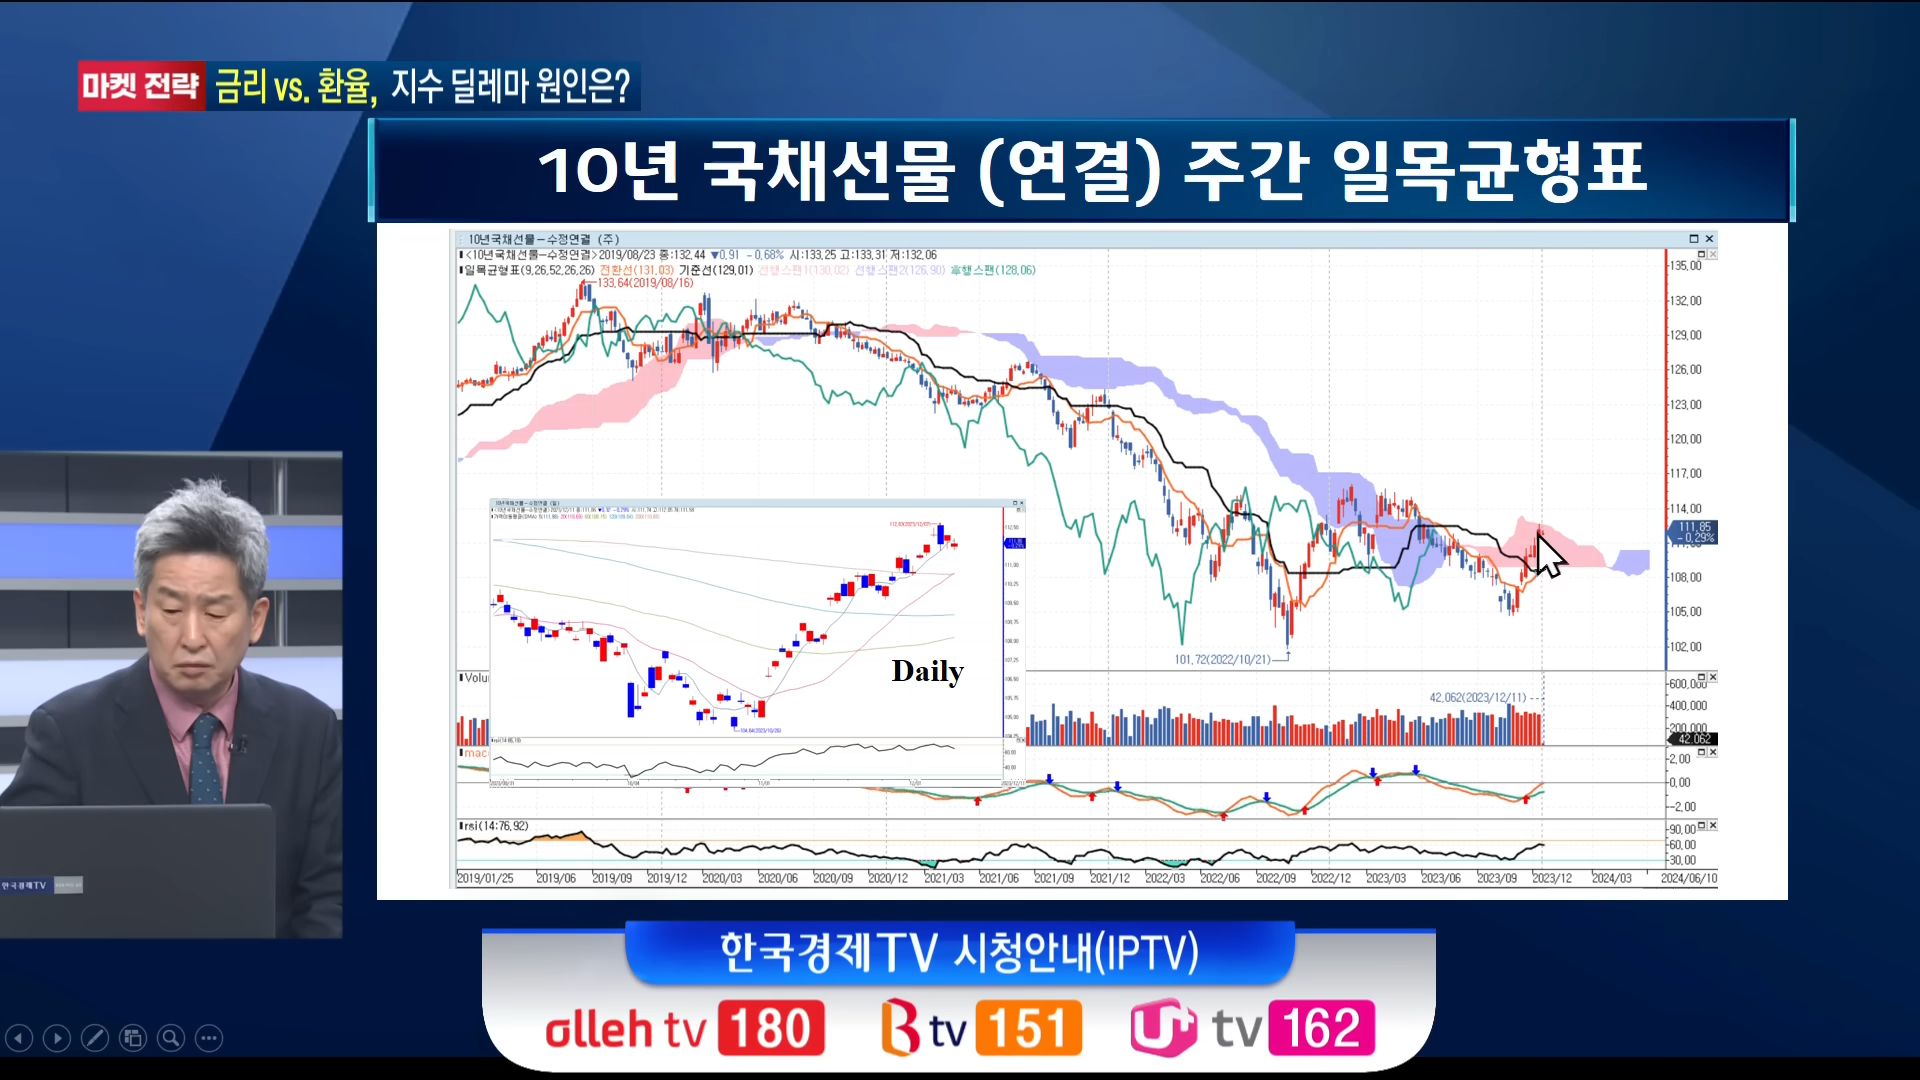 마켓 전략 금리 vs. 환율, 지수 딜레마 원인은?
10년 국채선물 (연결) 주간 일목균형표
10년국채선물-수정연결 (주)
<10년국채선물-수정연결>2019/08/23 종:132,44 ▼0,91 -0,68% 시:133,25 고:133,31 저:132,06
일목균형표(9,26,52,26,26) 전환선(131,03) 기준선(129,01) 선행스팬1(130,02) 선행스팬2(126,90) 후행스팬(128,06)
133,64(2019/08/16)
135,00
132,00
129,00
126,00
123,00
120,00
117,00
114,00
111,85
-0,29%
108,00
105,00
102,00
101,72(2022/10/21)
Daily
Volu
42,062(2023/12/11)
600,000
400,000
200,000
42,062
macd
2,00
0,00
-2,00
rsi(14:76,92)
90,00
60,00
30,00
2019/01/25 2019/06 2019/09 2019/12 2020/03 2020/06 2020/09 2020/12 2021/03 2021/06 2021/09 2021/12 2022/03 2022/06 2022/09 2022/12 2023/03 2023/06 2023/09 2023/12 2024/03 2024/06/10
한국경제TV
한국경제TV 시청안내(IPTV)
olleh tv 180 B tv 151 U+ tv 162